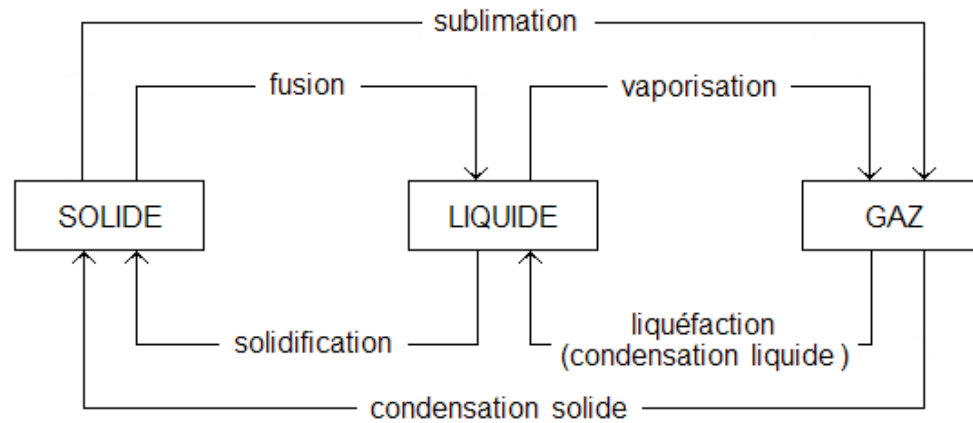 sublimation
fusion
vaporisation
SOLIDE
LIQUIDE
GAZ
solidification
liquéfaction
(condensation liquide)
condensation solide